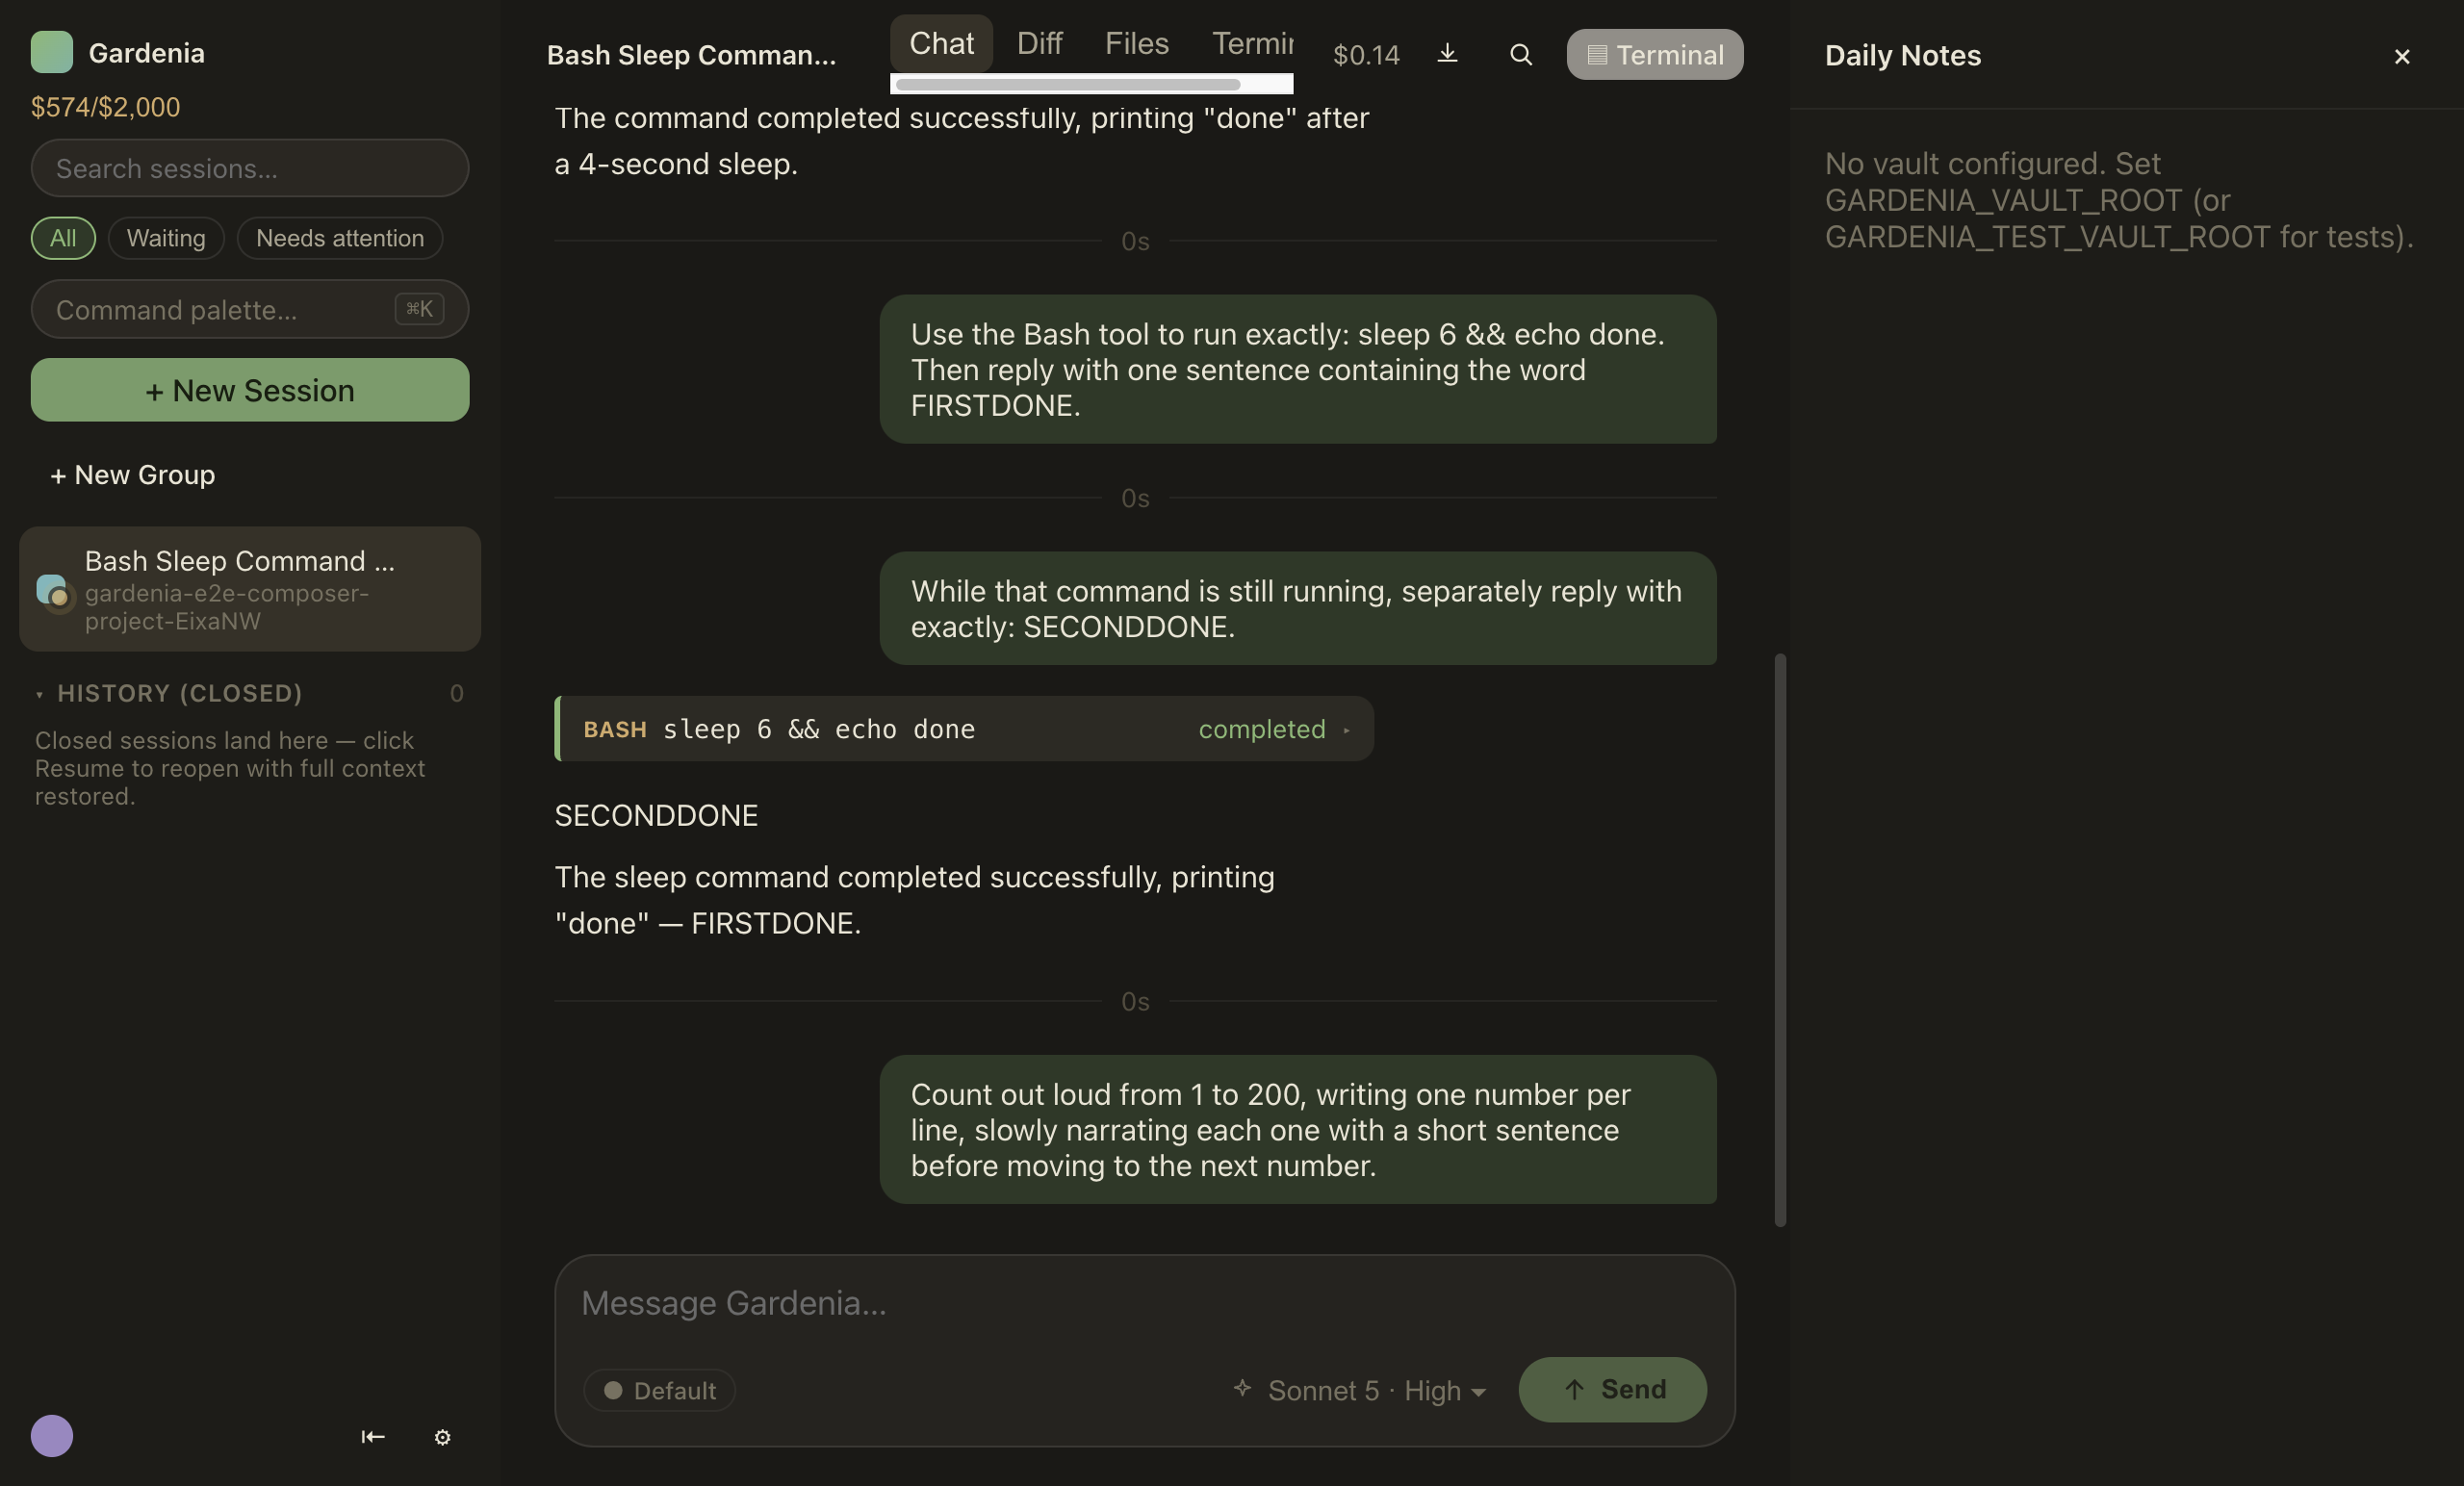 Gardenia
$574/$2,000
Search sessions...
All
Waiting
Needs attention
Command palette...
⌘K
+ New Session
+ New Group
Bash Sleep Command ...
gardenia-e2e-composer-
project-EixaNW
HISTORY (CLOSED)
0
Closed sessions land here — click
Resume to reopen with full context
restored.
Bash Sleep Comman...
Chat
Diff
Files
Termin
$0.14
Terminal
The command completed successfully, printing "done" after
a 4-second sleep.
0s
Use the Bash tool to run exactly: sleep 6 && echo done.
Then reply with one sentence containing the word
FIRSTDONE.
0s
While that command is still running, separately reply with
exactly: SECONDDONE.
BASH sleep 6 && echo done
completed
SECONDDONE
The sleep command completed successfully, printing
"done" — FIRSTDONE.
0s
Count out loud from 1 to 200, writing one number per
line, slowly narrating each one with a short sentence
before moving to the next number.
Message Gardenia...
Default
Sonnet 5 · High
Send
Daily Notes
No vault configured. Set
GARDENIA_VAULT_ROOT (or
GARDENIA_TEST_VAULT_ROOT for tests).